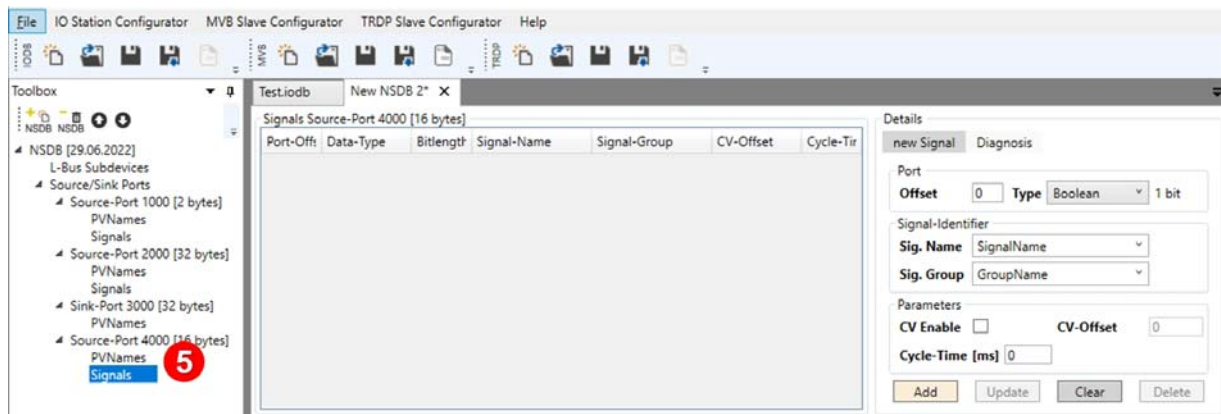 File IO Station Configurator MVB Slave Configurator TRDP Slave Configurator Help
IODB MVB TRDP
Toolbox
NSDB NSDB
NSDB [29.06.2022]
L-Bus Subdevices
Source/Sink Ports
Source-Port 1000 [2 bytes]
PVNames
Signals
Source-Port 2000 [32 bytes]
PVNames
Signals
Sink-Port 3000 [32 bytes]
PVNames
Source-Port 4000 [16 bytes]
PVNames
Signals
5
Test.iodb New NSDB 2* X
Signals Source-Port 4000 [16 bytes]
Port-Offs Data-Type Bitlength Signal-Name Signal-Group CV-Offset Cycle-Tir
Details
new Signal Diagnosis
Port
Offset 0 Type Boolean 1 bit
Signal-Identifier
Sig. Name SignalName
Sig. Group GroupName
Parameters
CV Enable CV-Offset 0
Cycle-Time [ms] 0
Add Update Clear Delete